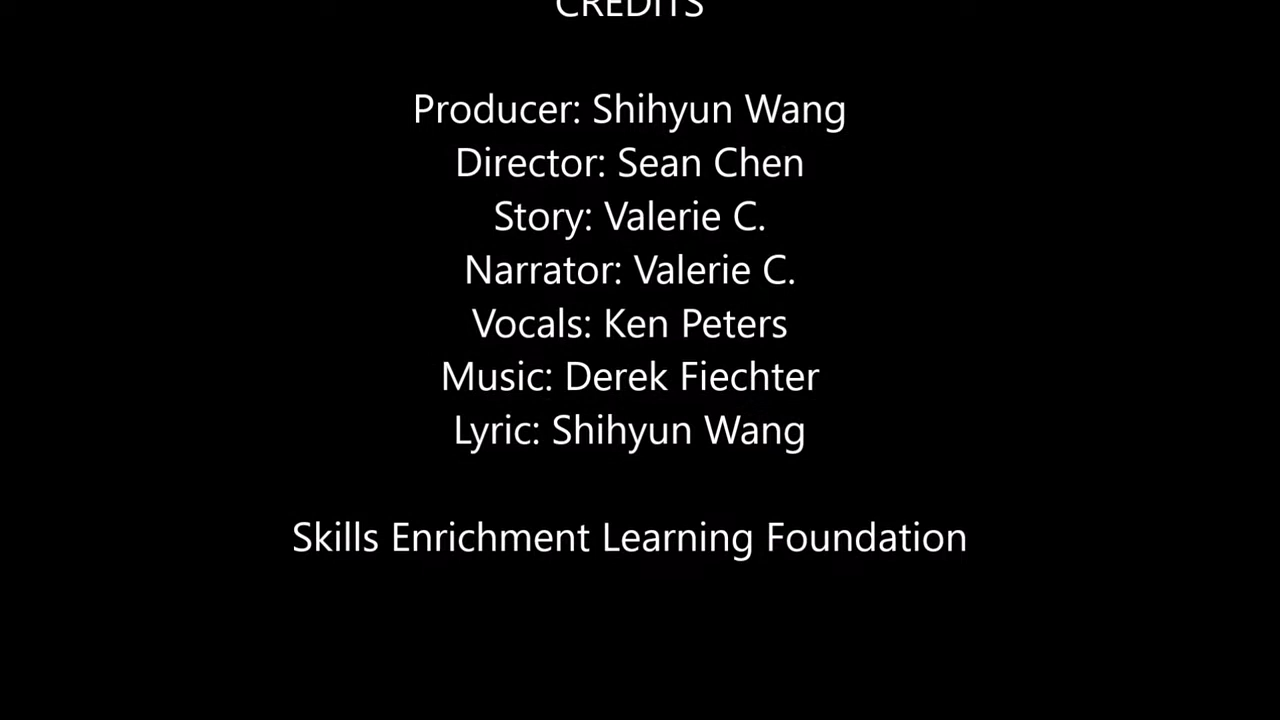 CREDITS
Producer: Shihyun Wang
Director: Sean Chen
Story: Valerie C.
Narrator: Valerie C.
Vocals: Ken Peters
Music: Derek Fiechter
Lyric: Shihyun Wang
Skills Enrichment Learning Foundation